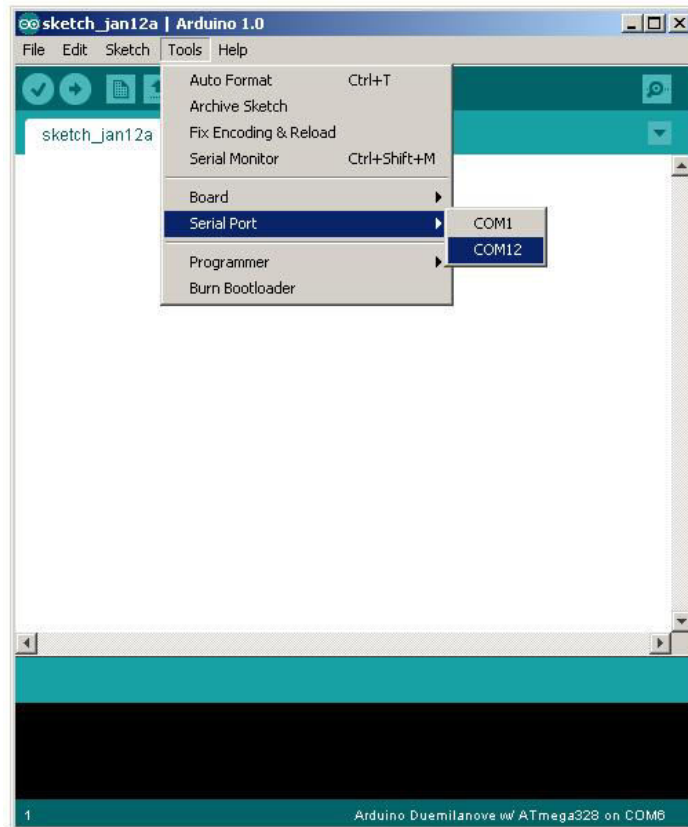 sketch_jan12a | Arduino 1.0
File Edit Sketch Tools Help
Auto Format Ctrl+T
Archive Sketch
sketch_jan12a
Fix Encoding & Reload
Serial Monitor Ctrl+Shift+M
Board
Serial Port
COM1
COM12
Programmer
Burn Bootloader
1 Arduino Duemilanove w/ ATmega328 on COM6